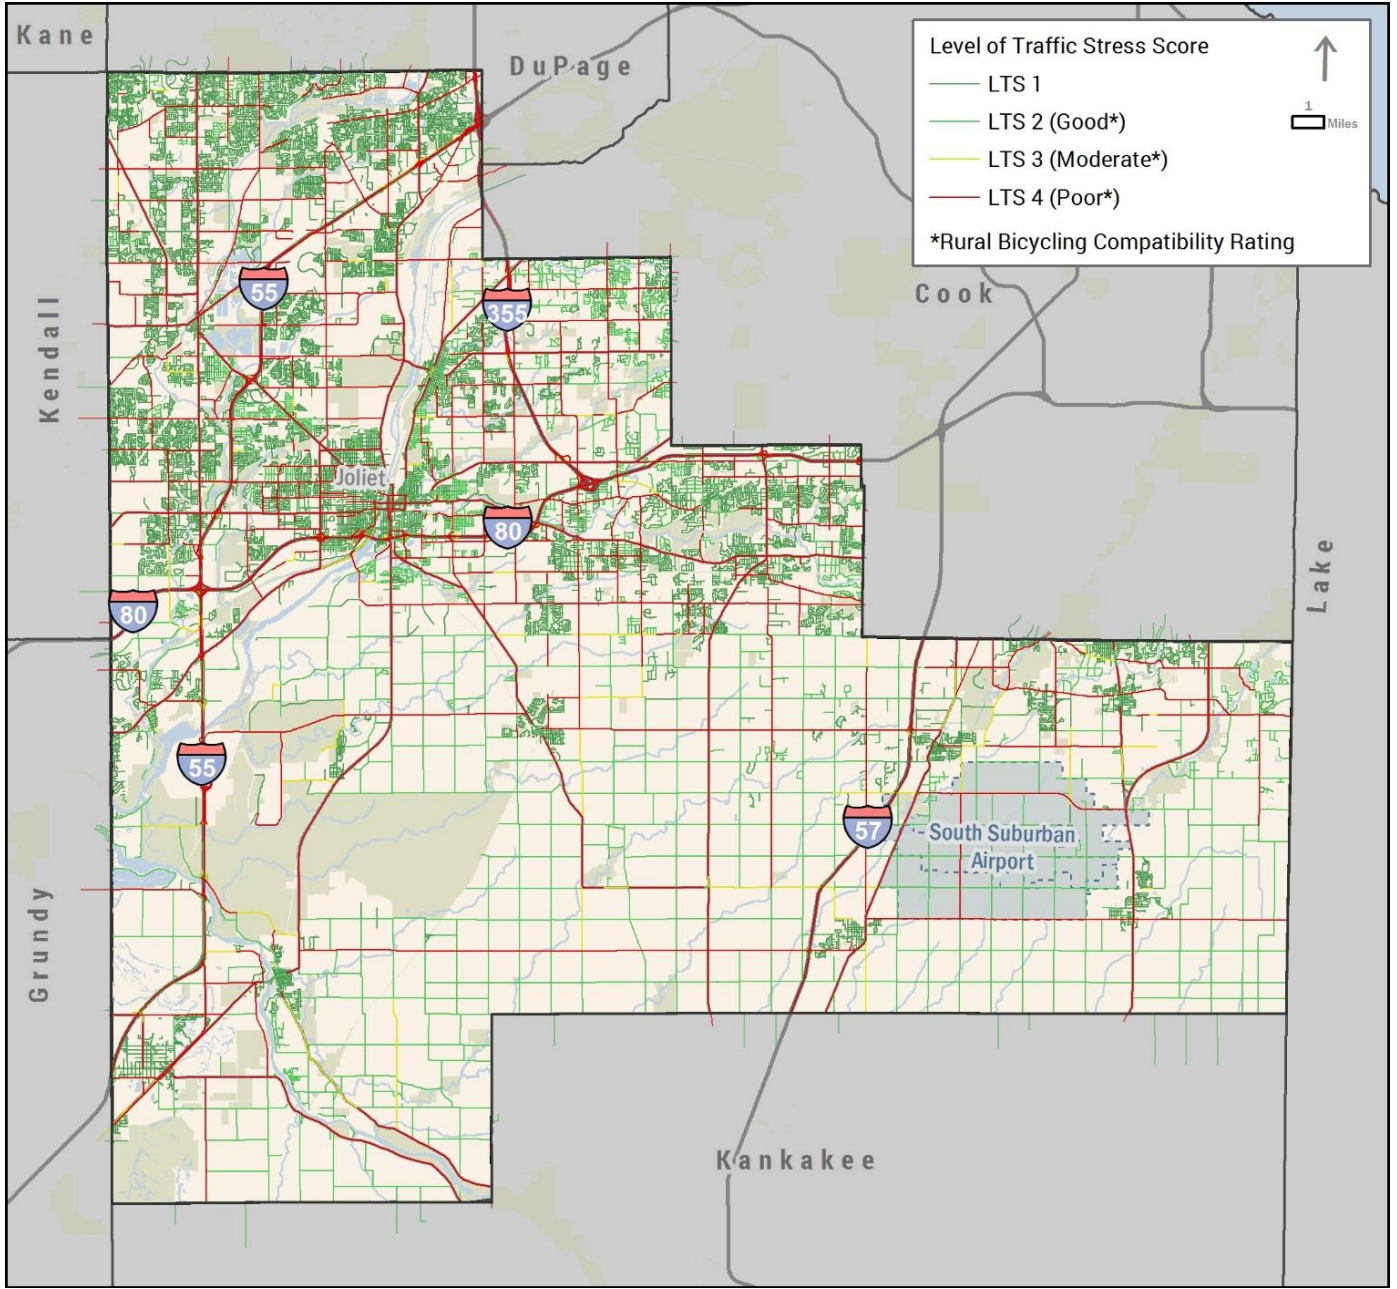 Kane
DuPage
Level of Traffic Stress Score
LTS 1
LTS 2 (Good*)
LTS 3 (Moderate*)
LTS 4 (Poor*)
*Rural Bicycling Compatibility Rating
1
Miles
55
355
Cook
Kendall
Joliet
80
80
Lake
55
57
South Suburban
Airport
Grundy
Kankakee